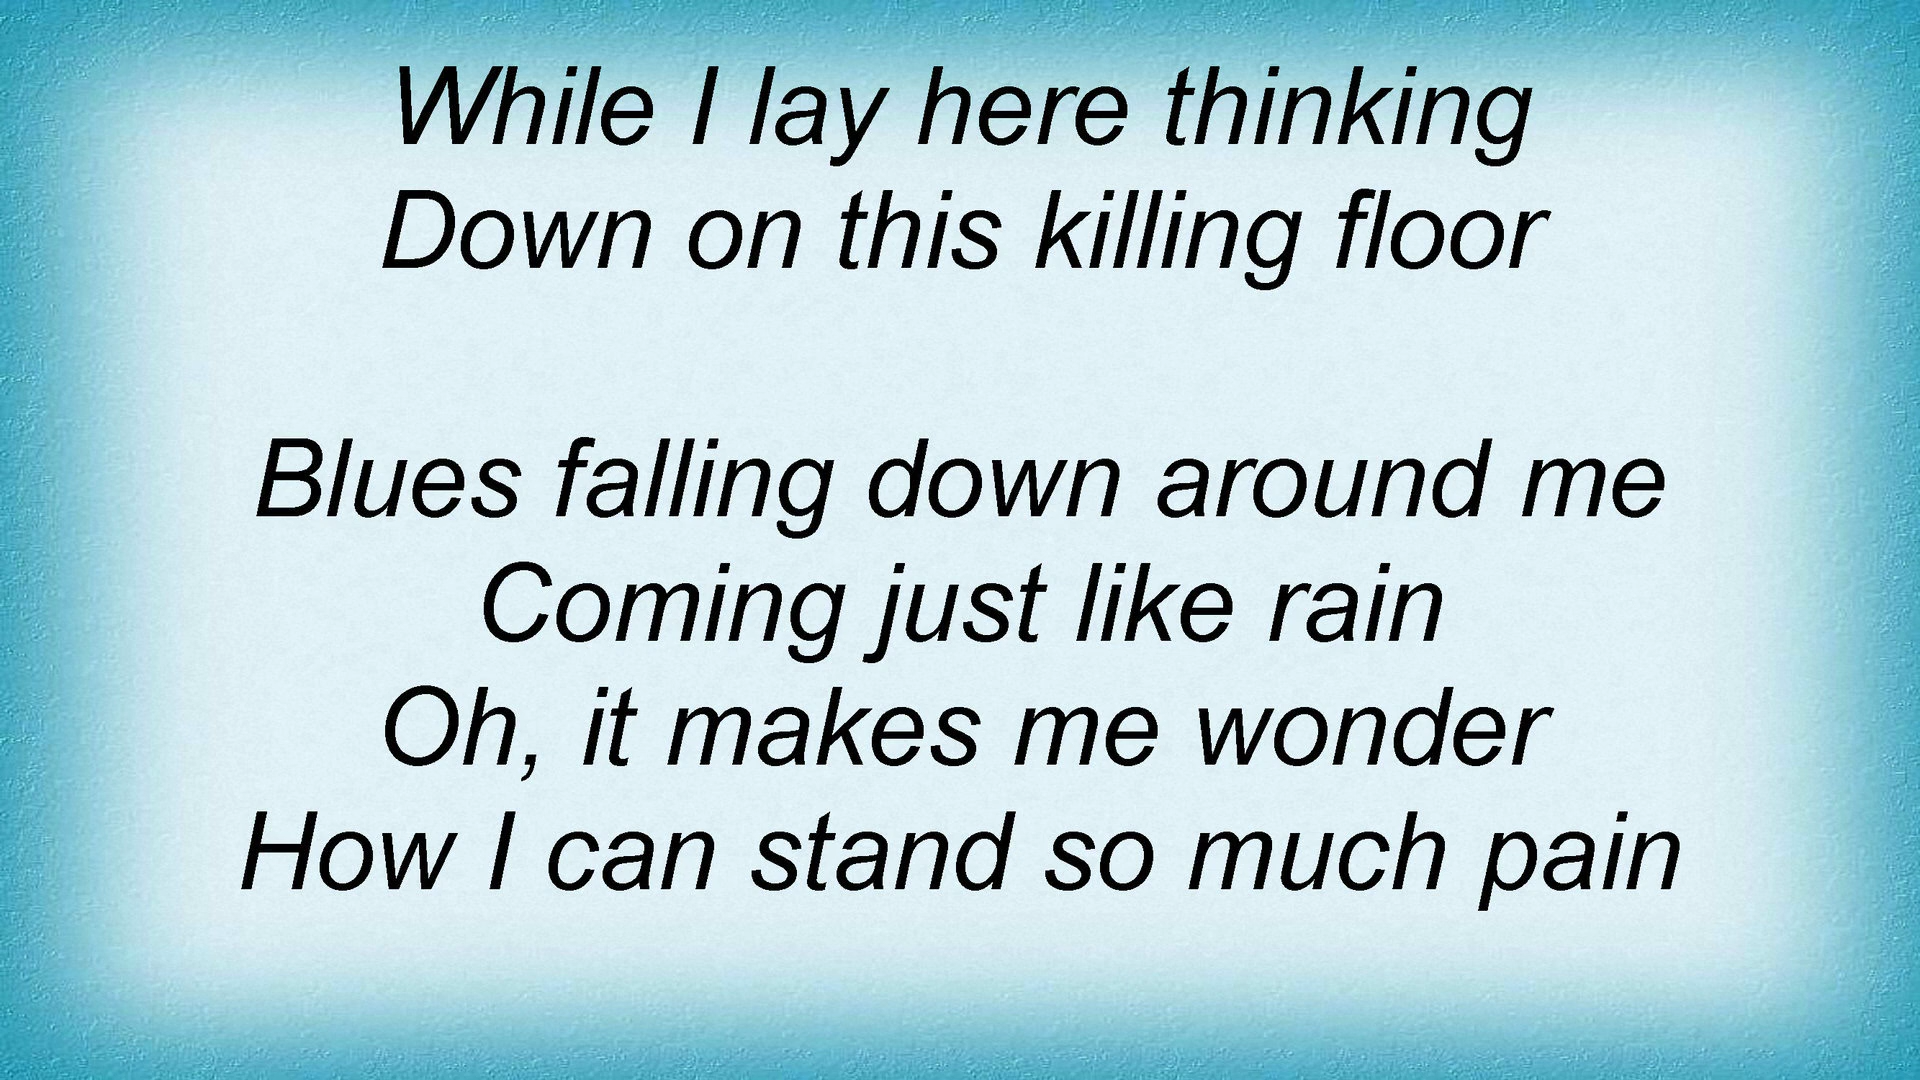 While I lay here thinking
Down on this killing floor
Blues falling down around me
Coming just like rain
Oh, it makes me wonder
How I can stand so much pain